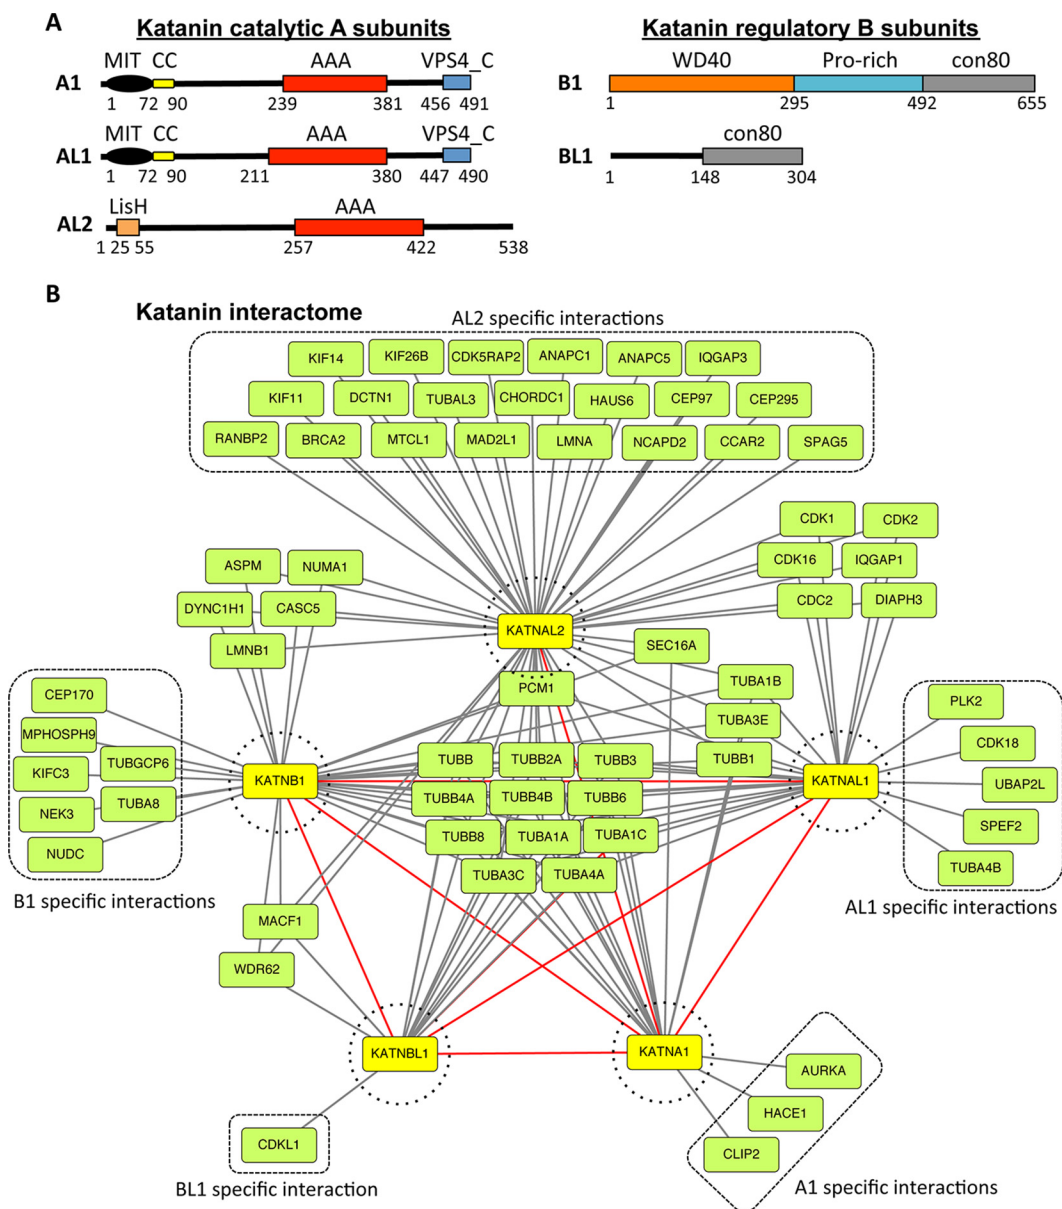 A
Katanin catalytic A subunits
Katanin regulatory B subunits
MIT CC AAA VPS4_C
A1
1 72 90 239 381 456 491
WD40 Pro-rich con80
B1
1 295 492 655
MIT CC AAA VPS4_C
AL1
1 72 90 211 380 447 490
con80
BL1
1 148 304
LisH AAA
AL2
1 25 55 257 422 538
B
Katanin interactome
AL2 specific interactions
KIF14 KIF26B CDK5RAP2 ANAPC1 ANAPC5 IQGAP3
KIF11 DCTN1 TUBAL3 CHORDC1 HAUS6 CEP97 CEP295
RANBP2 BRCA2 MTCL1 MAD2L1 LMNA NCAPD2 CCAR2 SPAG5
CDK1 CDK2
ASPM NUMA1 CDK16 IQGAP1
DYNC1H1 CASC5 CDC2 DIAPH3
LMNB1 KATNAL2 SEC16A
CEP170 PCM1 TUBA1B PLK2
MPHOSPH9 TUBA3E
TUBGCP6 TUBB TUBB2A TUBB3 TUBB1 CDK18
KIFC3 KATNB1 KATNAL1 UBAP2L
TUBA8 TUBB4A TUBB4B TUBB6
NEK3 SPEF2
NUDC TUBB8 TUBA1A TUBA1C
TUBA3C TUBA4A TUBA4B
B1 specific interactions
AL1 specific interactions
MACF1
WDR62
KATNBL1 KATNA1
AURKA
HACE1
CDKL1 CLIP2
BL1 specific interaction
A1 specific interactions